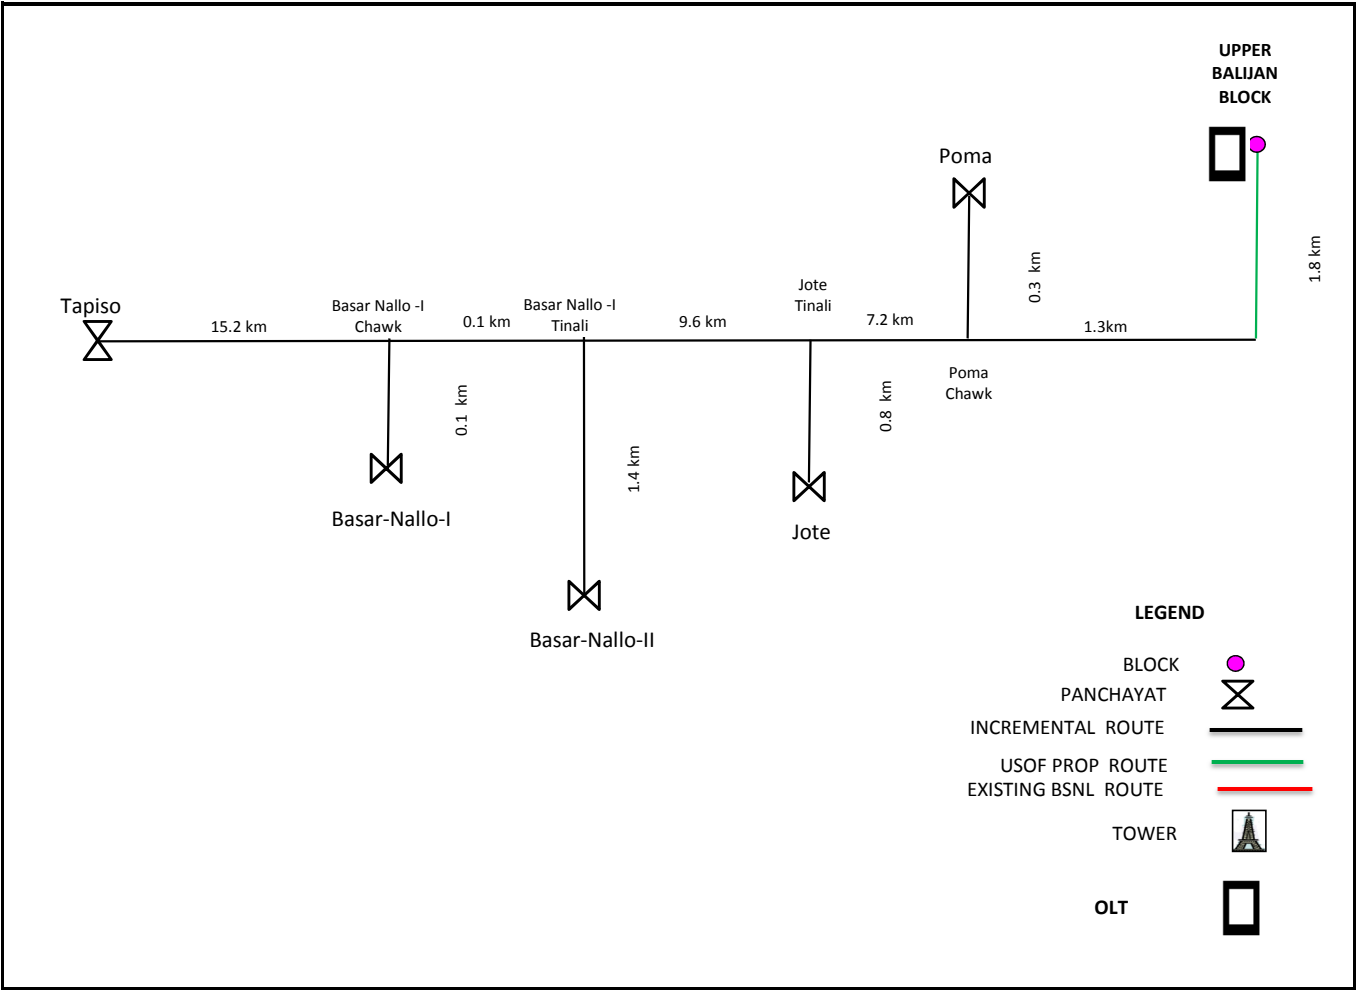 UPPER
BALIJAN
BLOCK
Poma
1.8 km
0.3 km
Jote
Tinali
Tapiso
Basar Nallo -I
Chawk
Basar Nallo -I
Tinali
15.2 km
0.1 km
9.6 km
7.2 km
1.3km
Poma
Chawk
0.1 km
0.8 km
1.4 km
Basar-Nallo-I
Jote
Basar-Nallo-II
LEGEND
BLOCK
PANCHAYAT
INCREMENTAL ROUTE
USOF PROP ROUTE
EXISTING BSNL ROUTE
TOWER
OLT